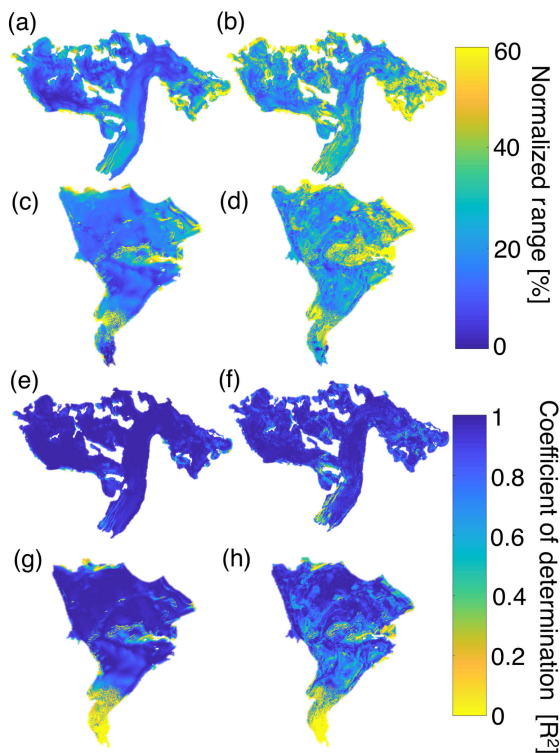 (a)
(b)
60
40
20
0
Normalized range [%]
(c)
(d)
(e)
(f)
1
0.8
0.6
0.4
0.2
0
Coefficient of determination [R²]
(g)
(h)